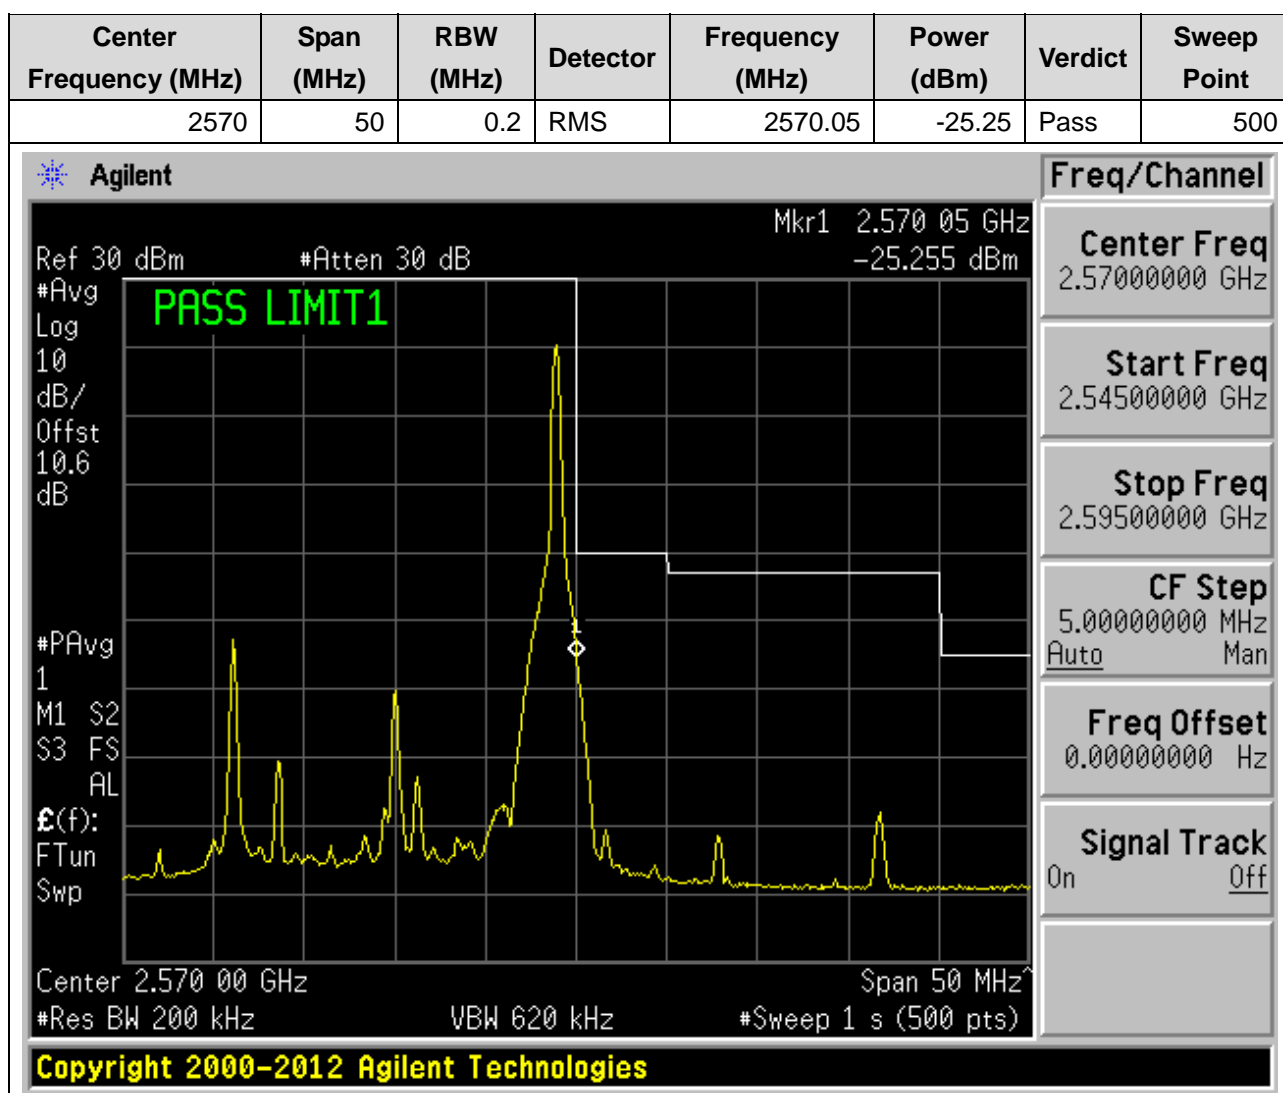 Center Frequency (MHz) Span (MHz) RBW (MHz) Detector Frequency (MHz) Power (dBm) Verdict Sweep Point
2570 50 0.2 RMS 2570.05 -25.25 Pass 500
Agilent
Freq/Channel
Mkr1 2.570 05 GHz
Ref 30 dBm #Atten 30 dB -25.255 dBm
#Avg
Log
10
dB/
Offst
10.6
dB
PASS LIMIT1
1
#PAvg
1
M1 S2
S3 FS
AL
£(f):
FTun
Swp
Center 2.570 00 GHz Span 50 MHz^
#Res BW 200 kHz VBW 620 kHz #Sweep 1 s (500 pts)
Center Freq
2.57000000 GHz
Start Freq
2.54500000 GHz
Stop Freq
2.59500000 GHz
CF Step
5.00000000 MHz
Auto Man
Freq Offset
0.00000000 Hz
Signal Track
On Off
Copyright 2000-2012 Agilent Technologies